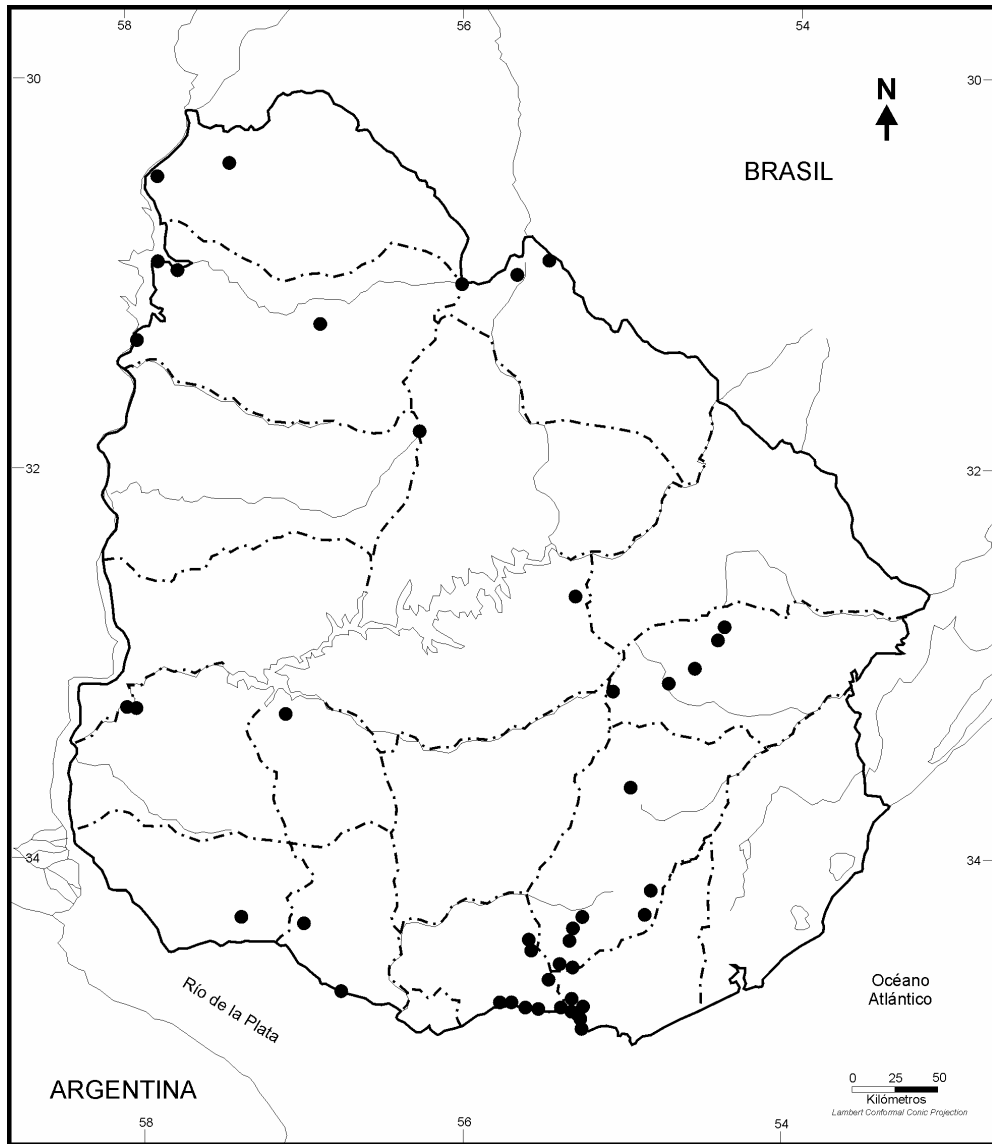 58
56
54
30
30
N
BRASIL
32
32
34
34
Océano
Atlántico
Río de la Plata
ARGENTINA
0 25 50
Kilómetros
Lambert Conformal Conic Projection
58
56
54